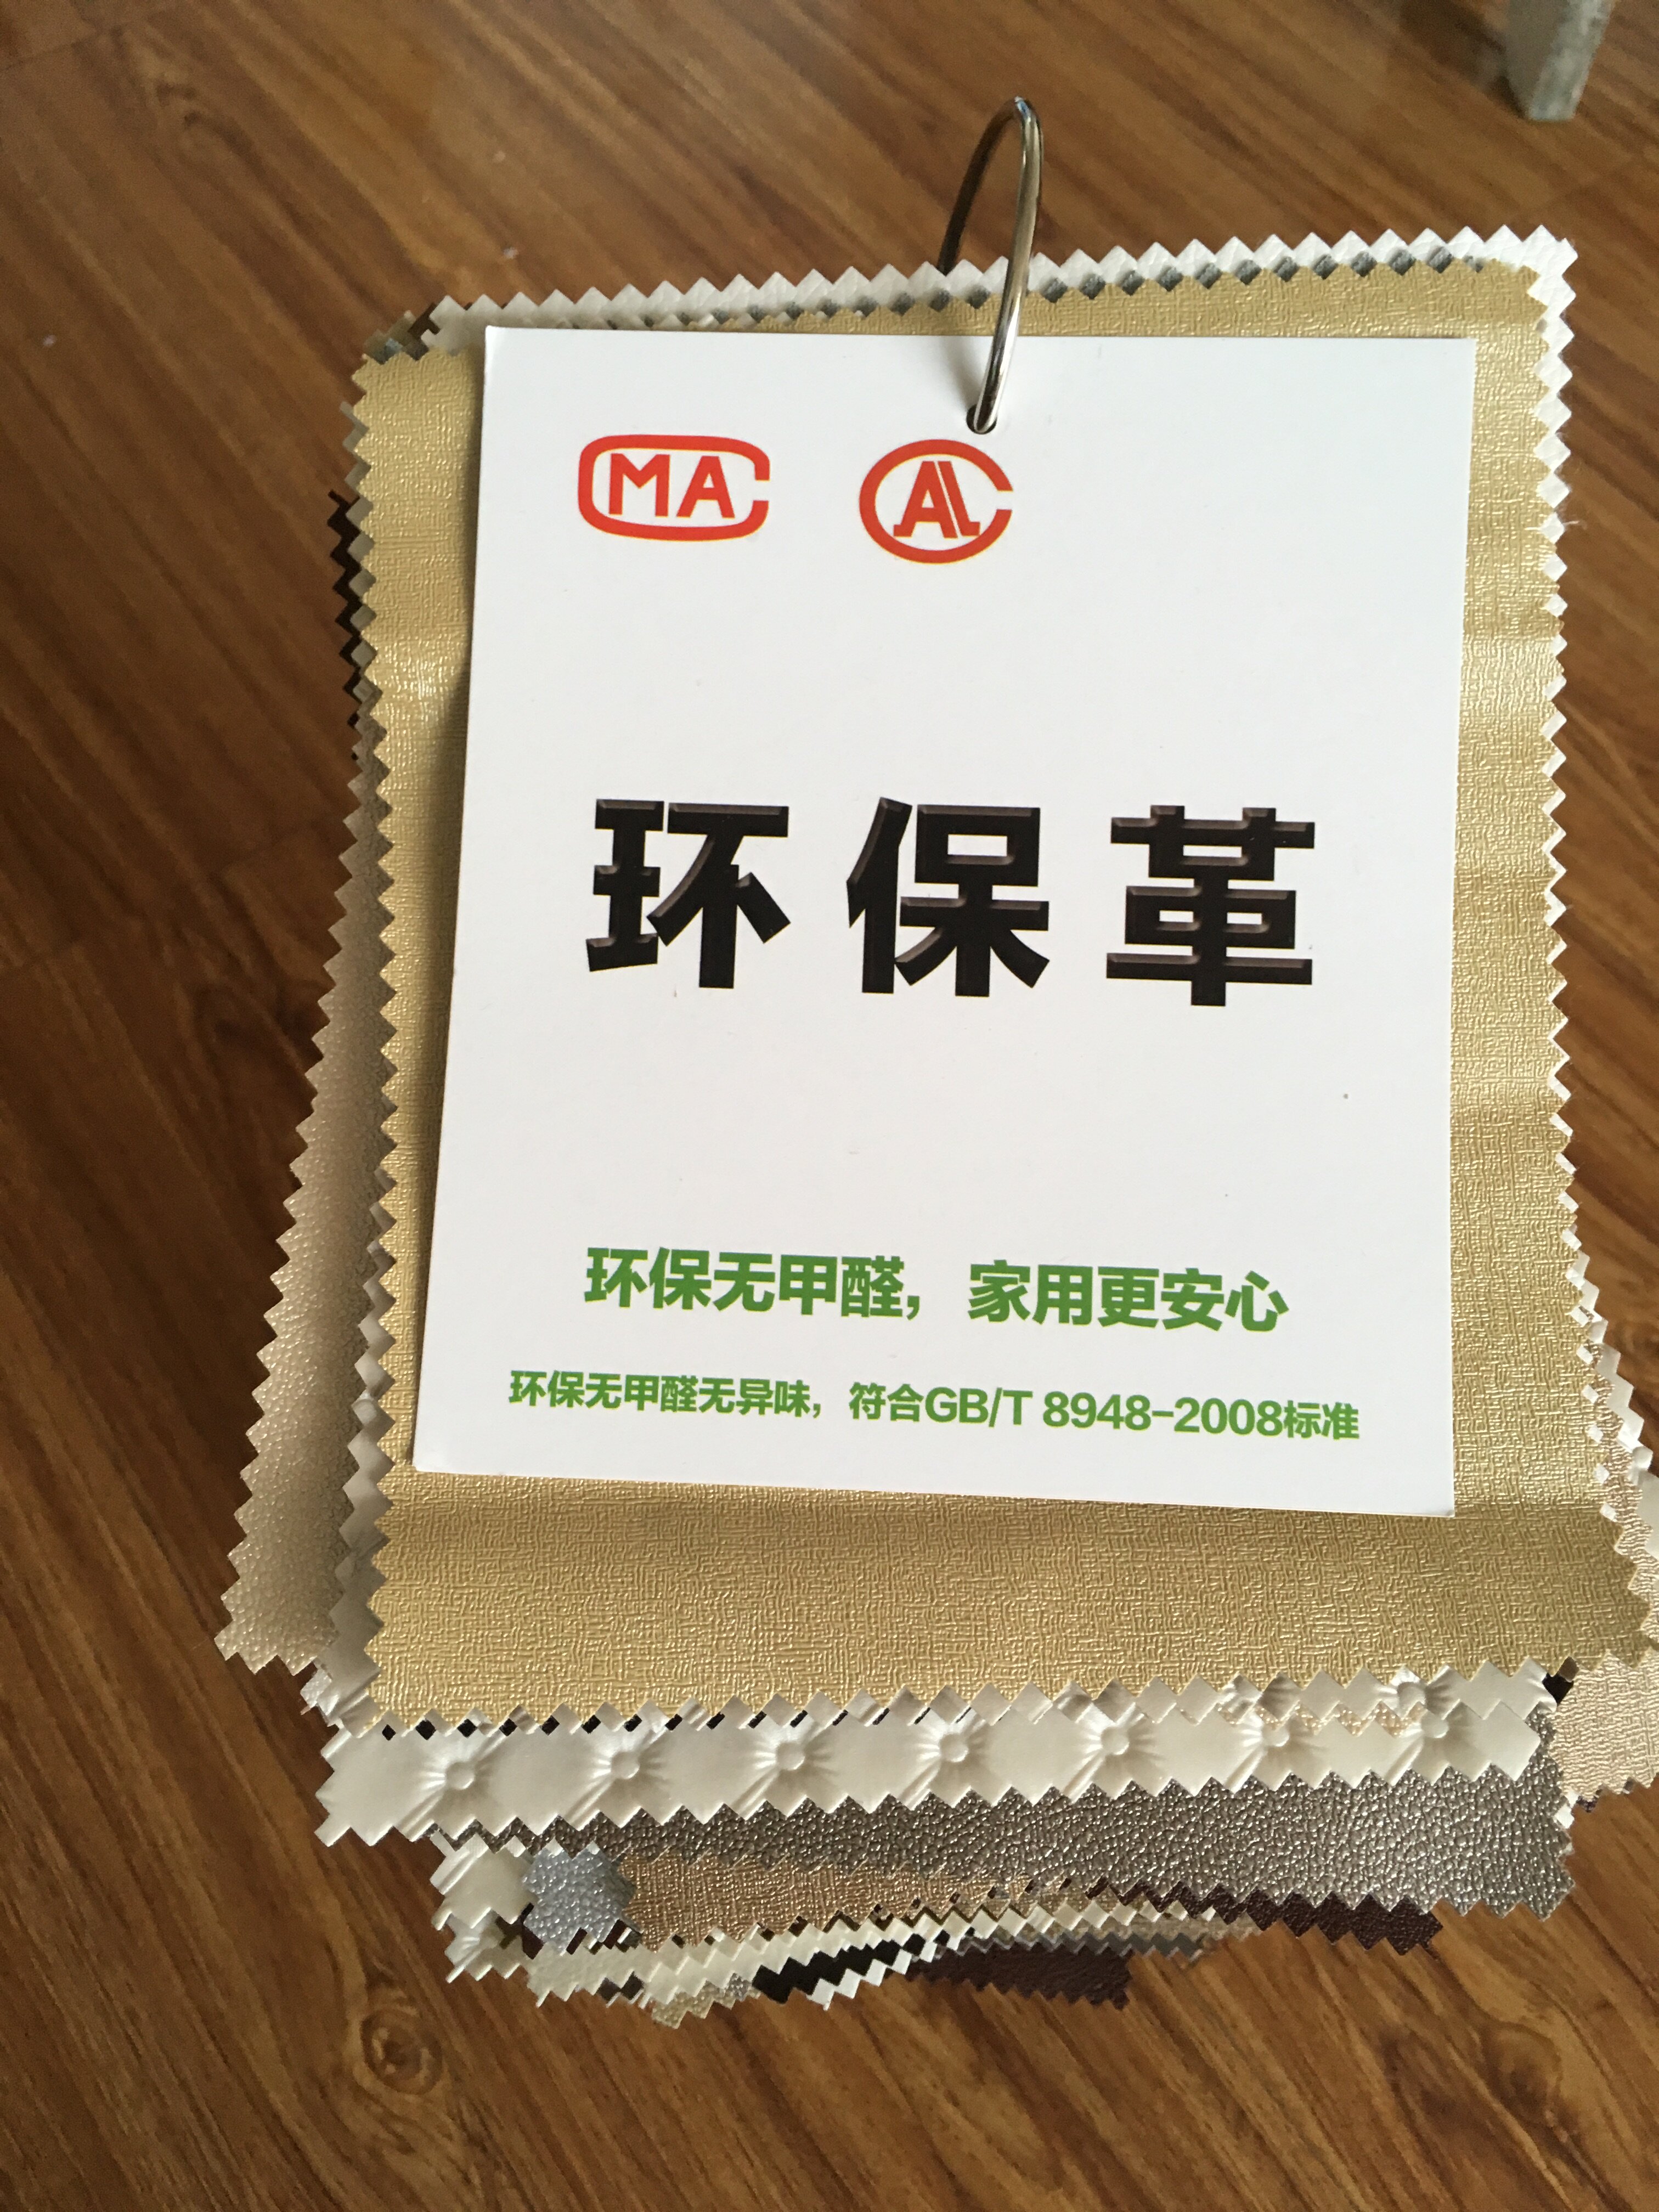 MA CAL
环保革
环保无甲醛，家用更安心
环保无甲醛无异味，符合GB/T 8948-2008标准